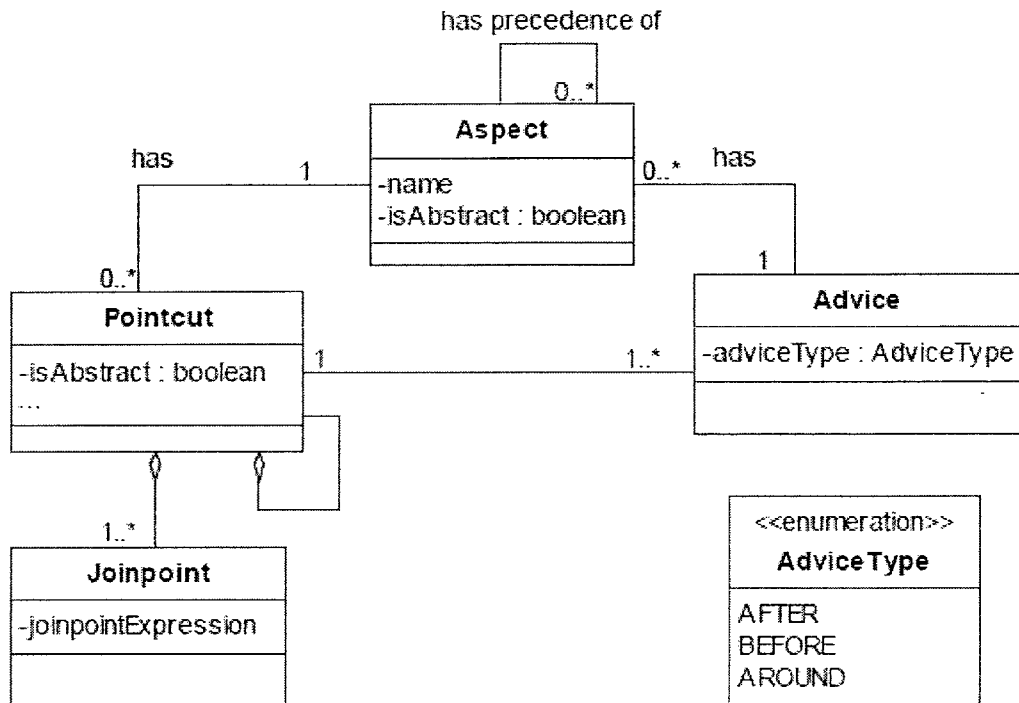 has precedence of
0..*
Aspect
-name
-isAbstract : boolean
has
1
0..*
has
0..*
1
Pointcut
-isAbstract : boolean
...
1
1..*
Advice
-adviceType : AdviceType
1..*
Joinpoint
-joinpointExpression
<<enumeration>>
AdviceType
AFTER
BEFORE
AROUND